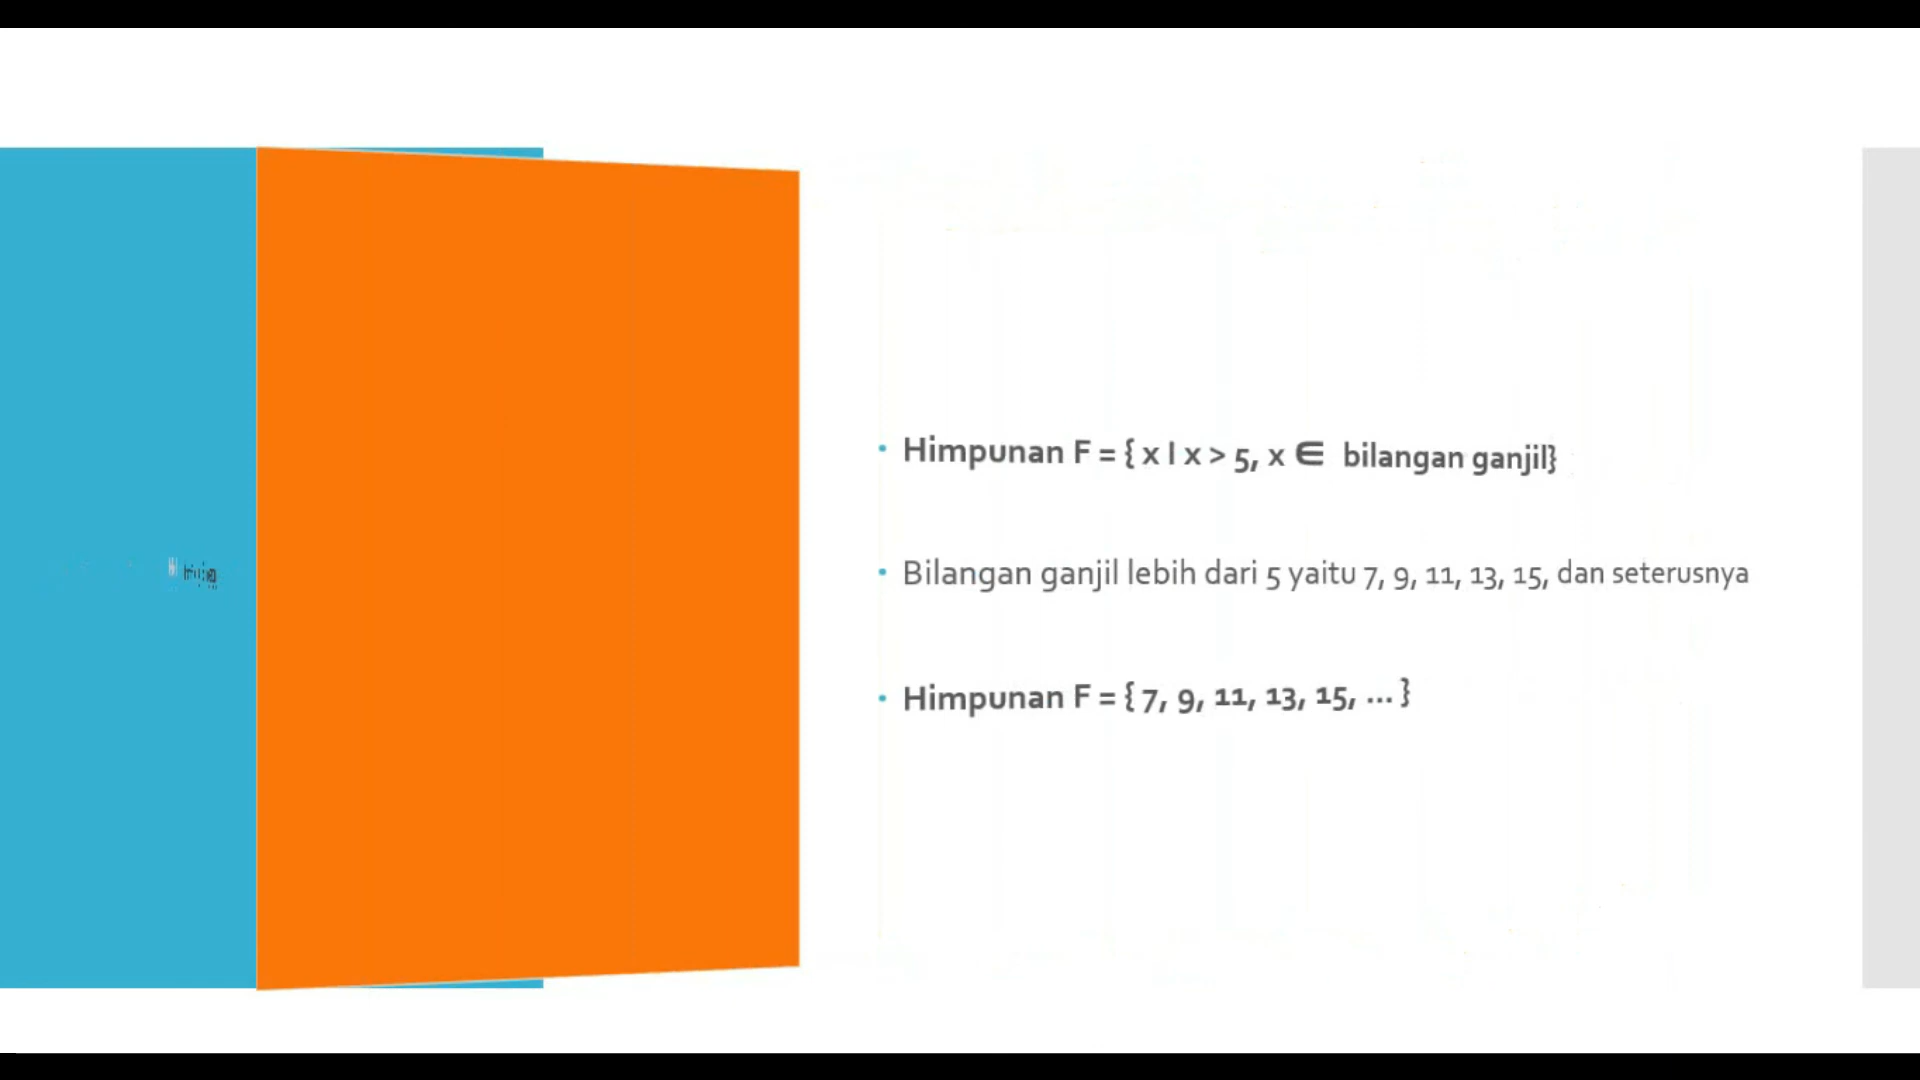 Himpunan F = { x l x > 5, x ∈ bilangan ganjil}
Bilangan ganjil lebih dari 5 yaitu 7, 9, 11, 13, 15, dan seterusnya
Himpunan F = { 7, 9, 11, 13, 15, ... }